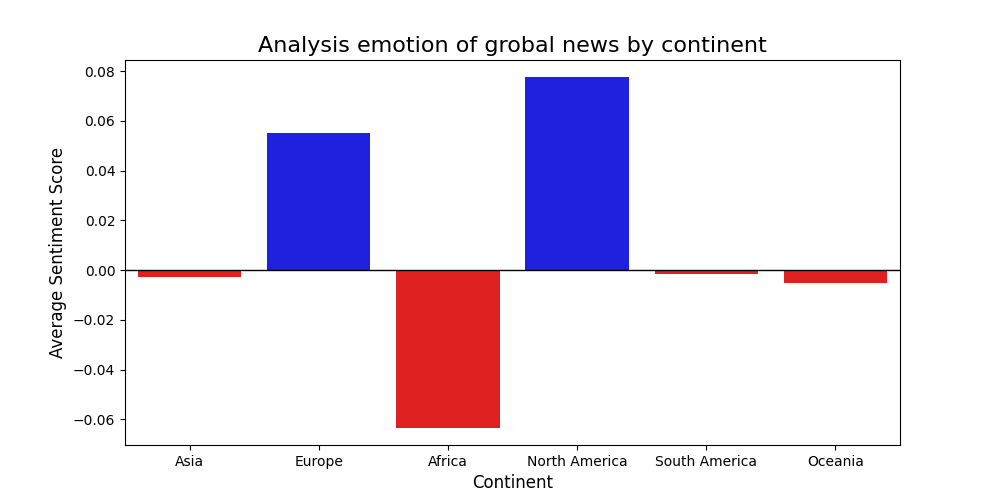 Analysis emotion of grobal news by continent
Average Sentiment Score
0.08
0.06
0.04
0.02
0.00
−0.02
−0.04
−0.06
Asia Europe Africa North America South America Oceania
Continent